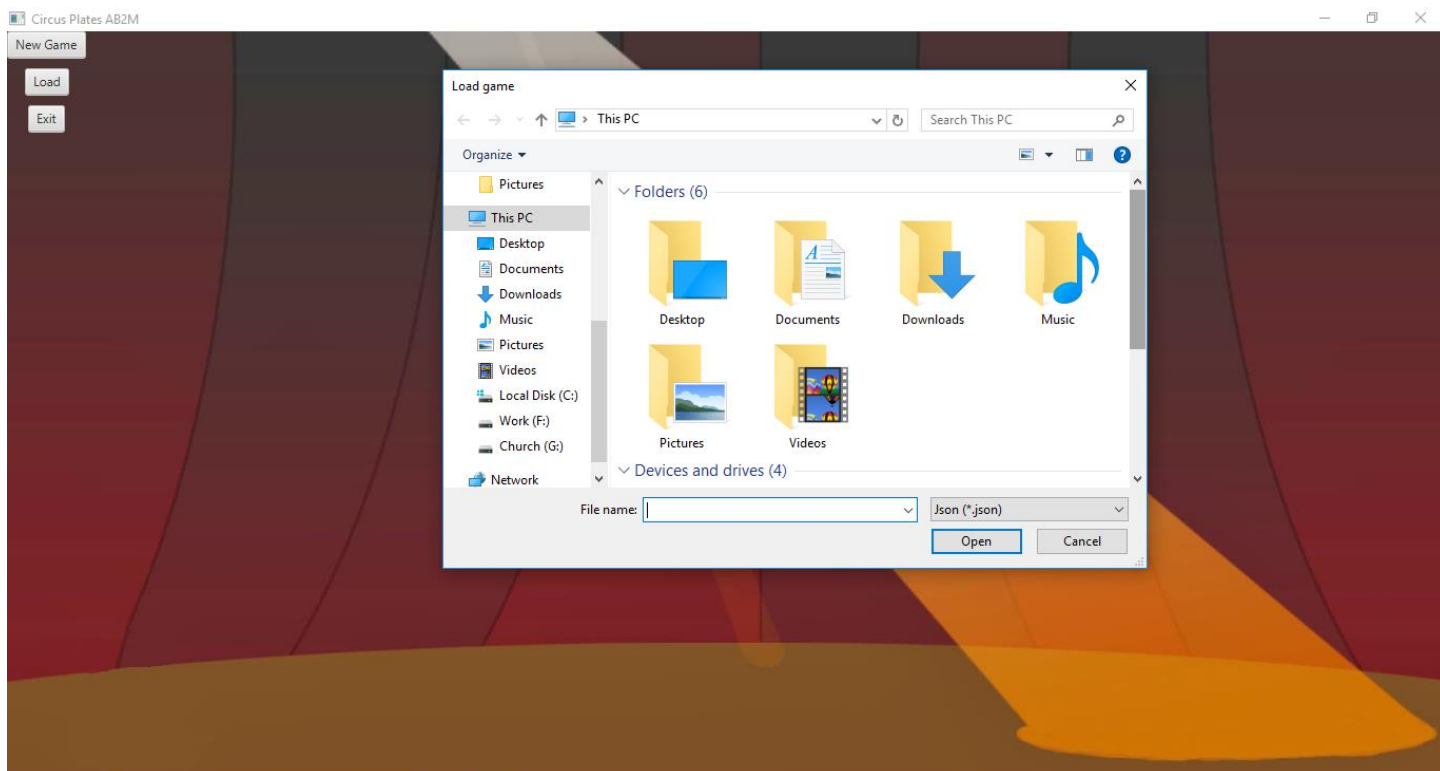 Circus Plates AB2M
New Game
Load
Exit
Load game
This PC
Search This PC
Organize
Pictures
This PC
Desktop
Documents
Downloads
Music
Pictures
Videos
Local Disk (C:)
Work (F:)
Church (G:)
Network
Folders (6)
Desktop
Documents
Downloads
Music
Pictures
Videos
Devices and drives (4)
File name:
Json (*.json)
Open
Cancel